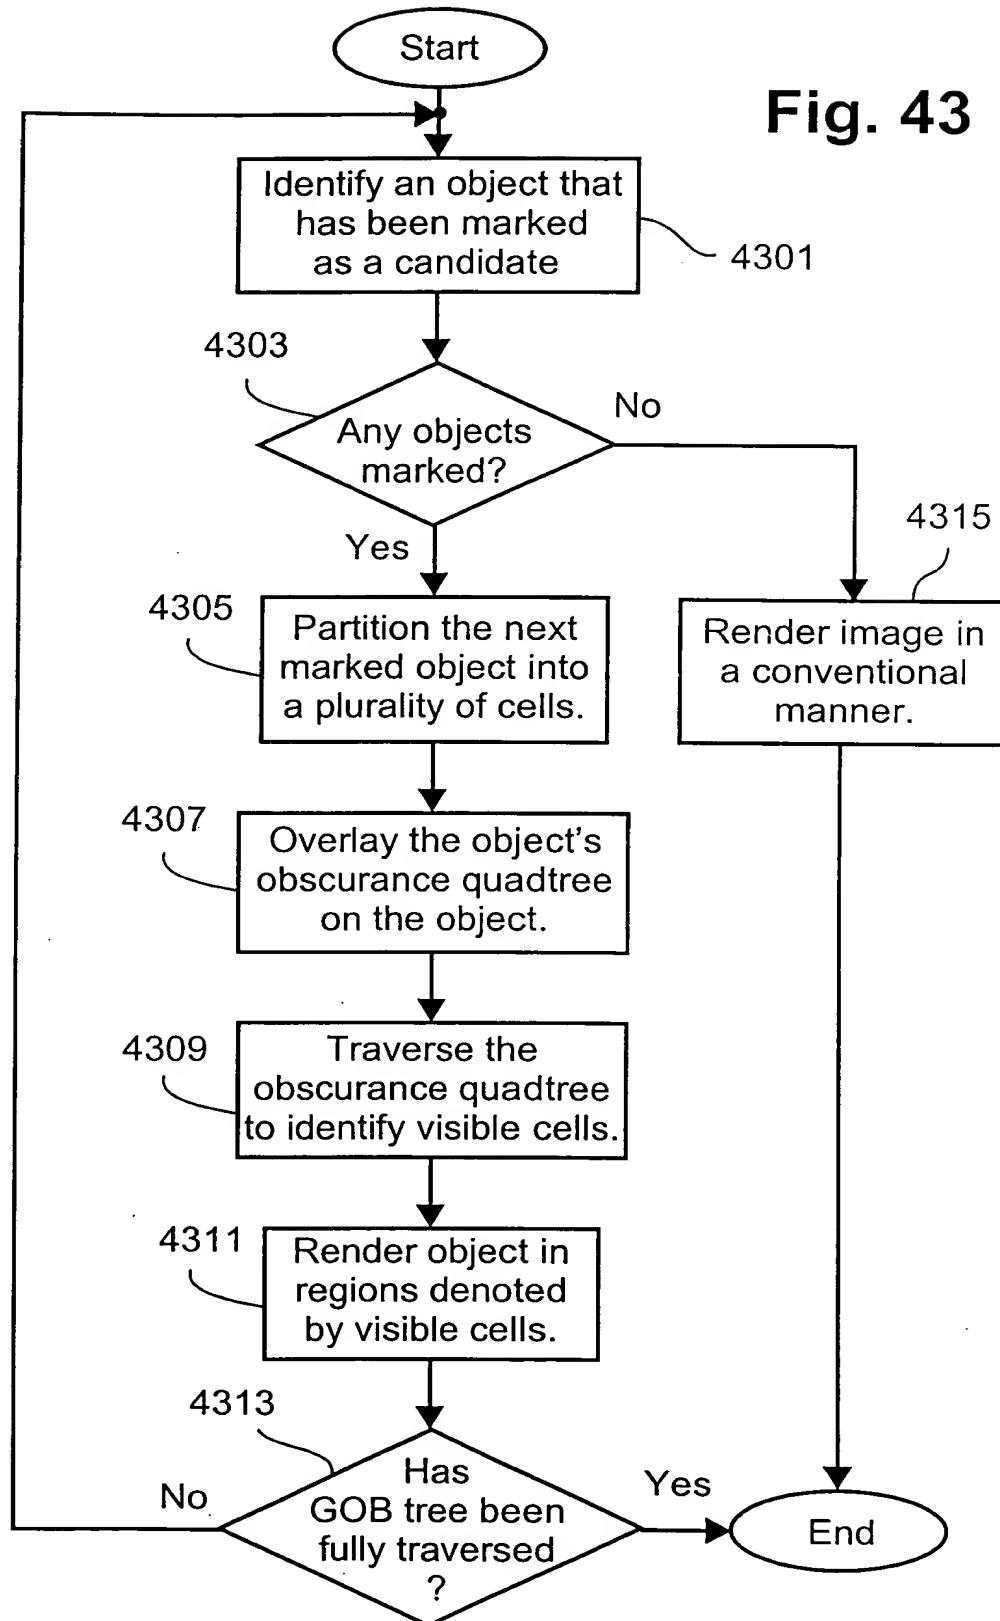 Start
Fig. 43
Identify an object that
has been marked
as a candidate
4301
4303
Any objects
marked?
No
Yes
4315
Render image in
a conventional
manner.
4305
Partition the next
marked object into
a plurality of cells.
4307
Overlay the object's
obscurance quadtree
on the object.
4309
Traverse the
obscurance quadtree
to identify visible cells.
4311
Render object in
regions denoted
by visible cells.
4313
Has
GOB tree been
fully traversed
?
No
Yes
End